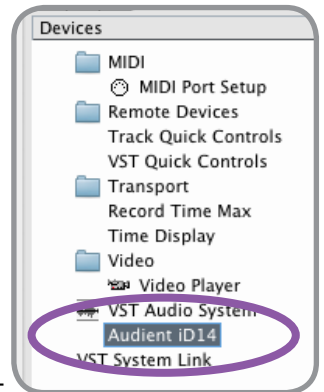 Devices
MIDI
MIDI Port Setup
Remote Devices
Track Quick Controls
VST Quick Controls
Transport
Record Time Max
Time Display
Video
Video Player
VST Audio System
Audient iD14
VST System Link